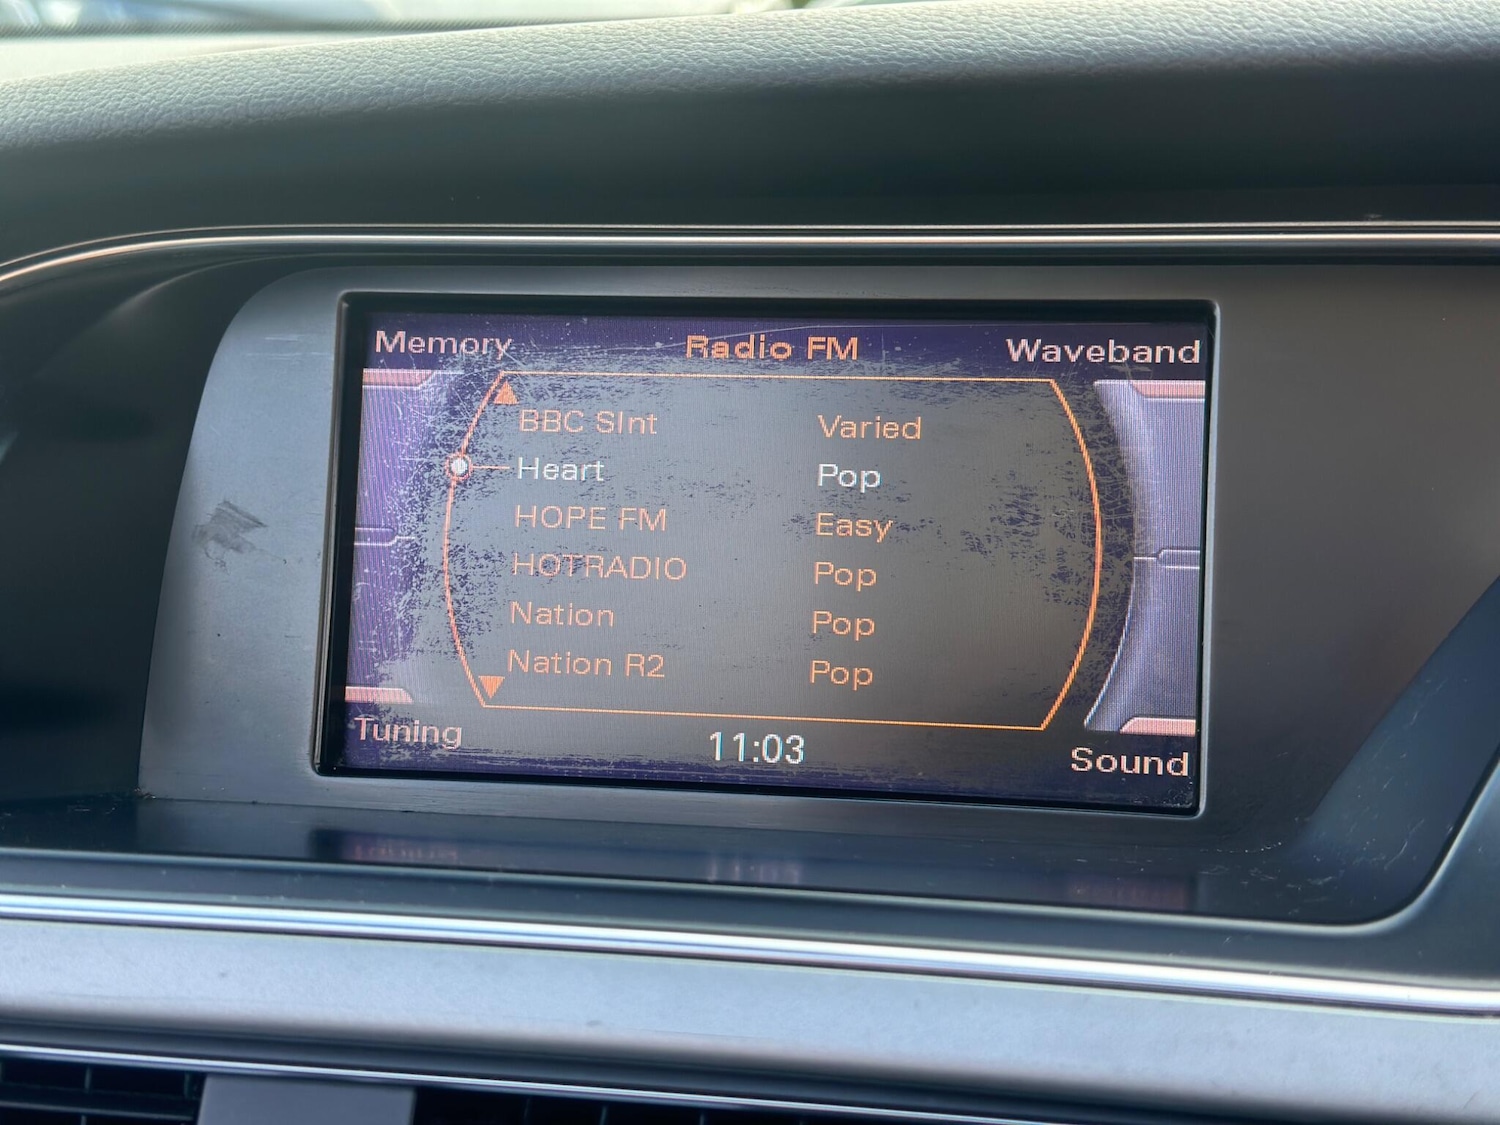 Memory Radio FM Waveband
BBC SInt Varied
Heart Pop
HOPE FM Easy
HOTRADIO Pop
Nation Pop
Nation R2 Pop
Tuning 11:03 Sound